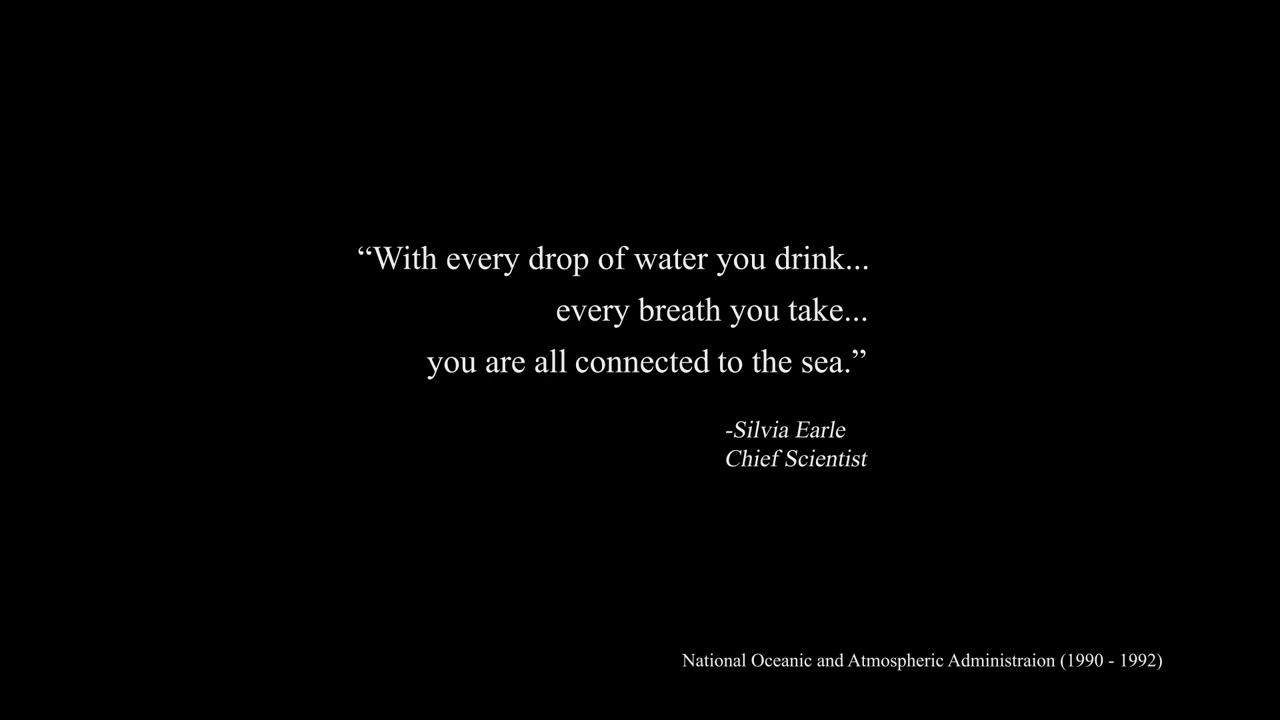 “With every drop of water you drink...
every breath you take...
you are all connected to the sea.”
-Silvia Earle
Chief Scientist
National Oceanic and Atmospheric Administraion (1990 - 1992)